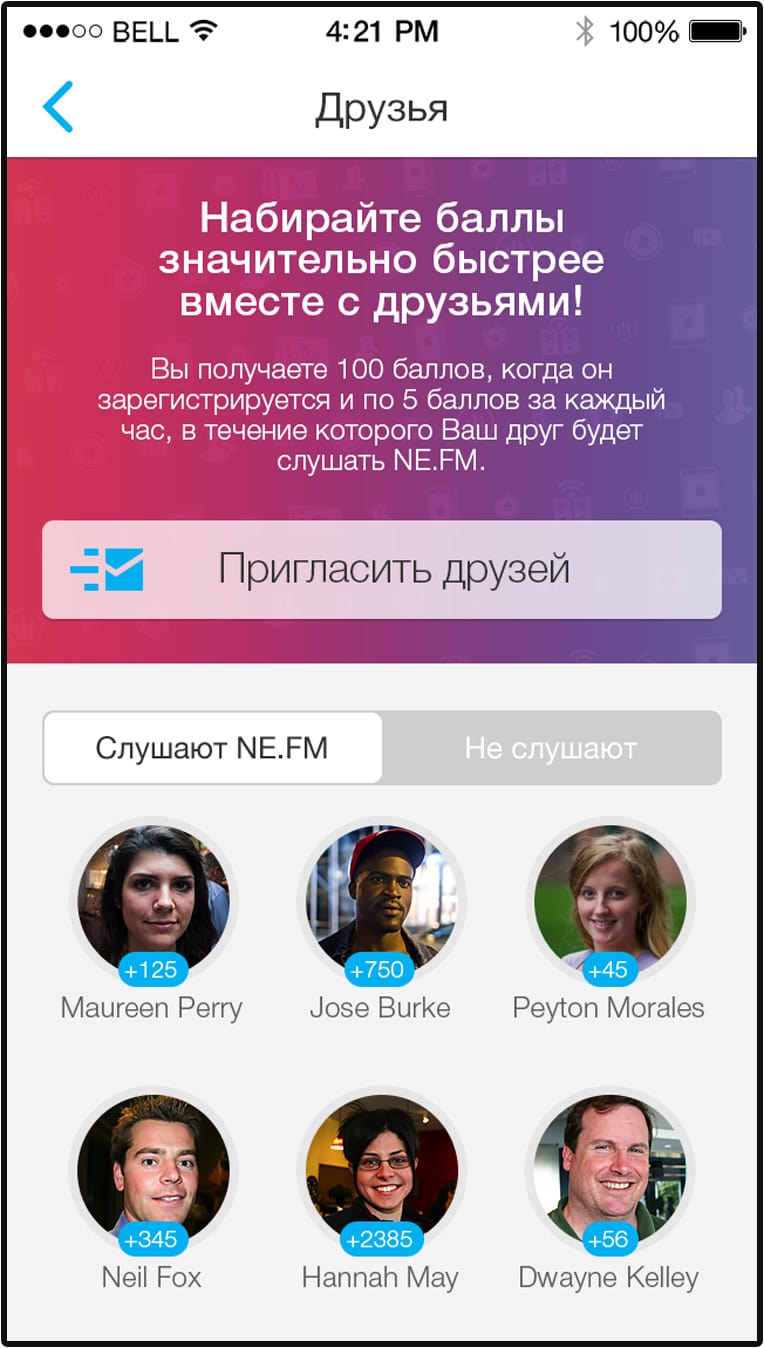 BELL 4:21 PM 100%
Друзья
Набирайте баллы
значительно быстрее
вместе с друзьями!
Вы получаете 100 баллов, когда он
зарегистрируется и по 5 баллов за каждый
час, в течение которого Ваш друг будет
слушать NE.FM.
Пригласить друзей
Слушают NE.FM Не слушают
+125 +750 +45
Maureen Perry Jose Burke Peyton Morales
+345 +2385 +56
Neil Fox Hannah May Dwayne Kelley